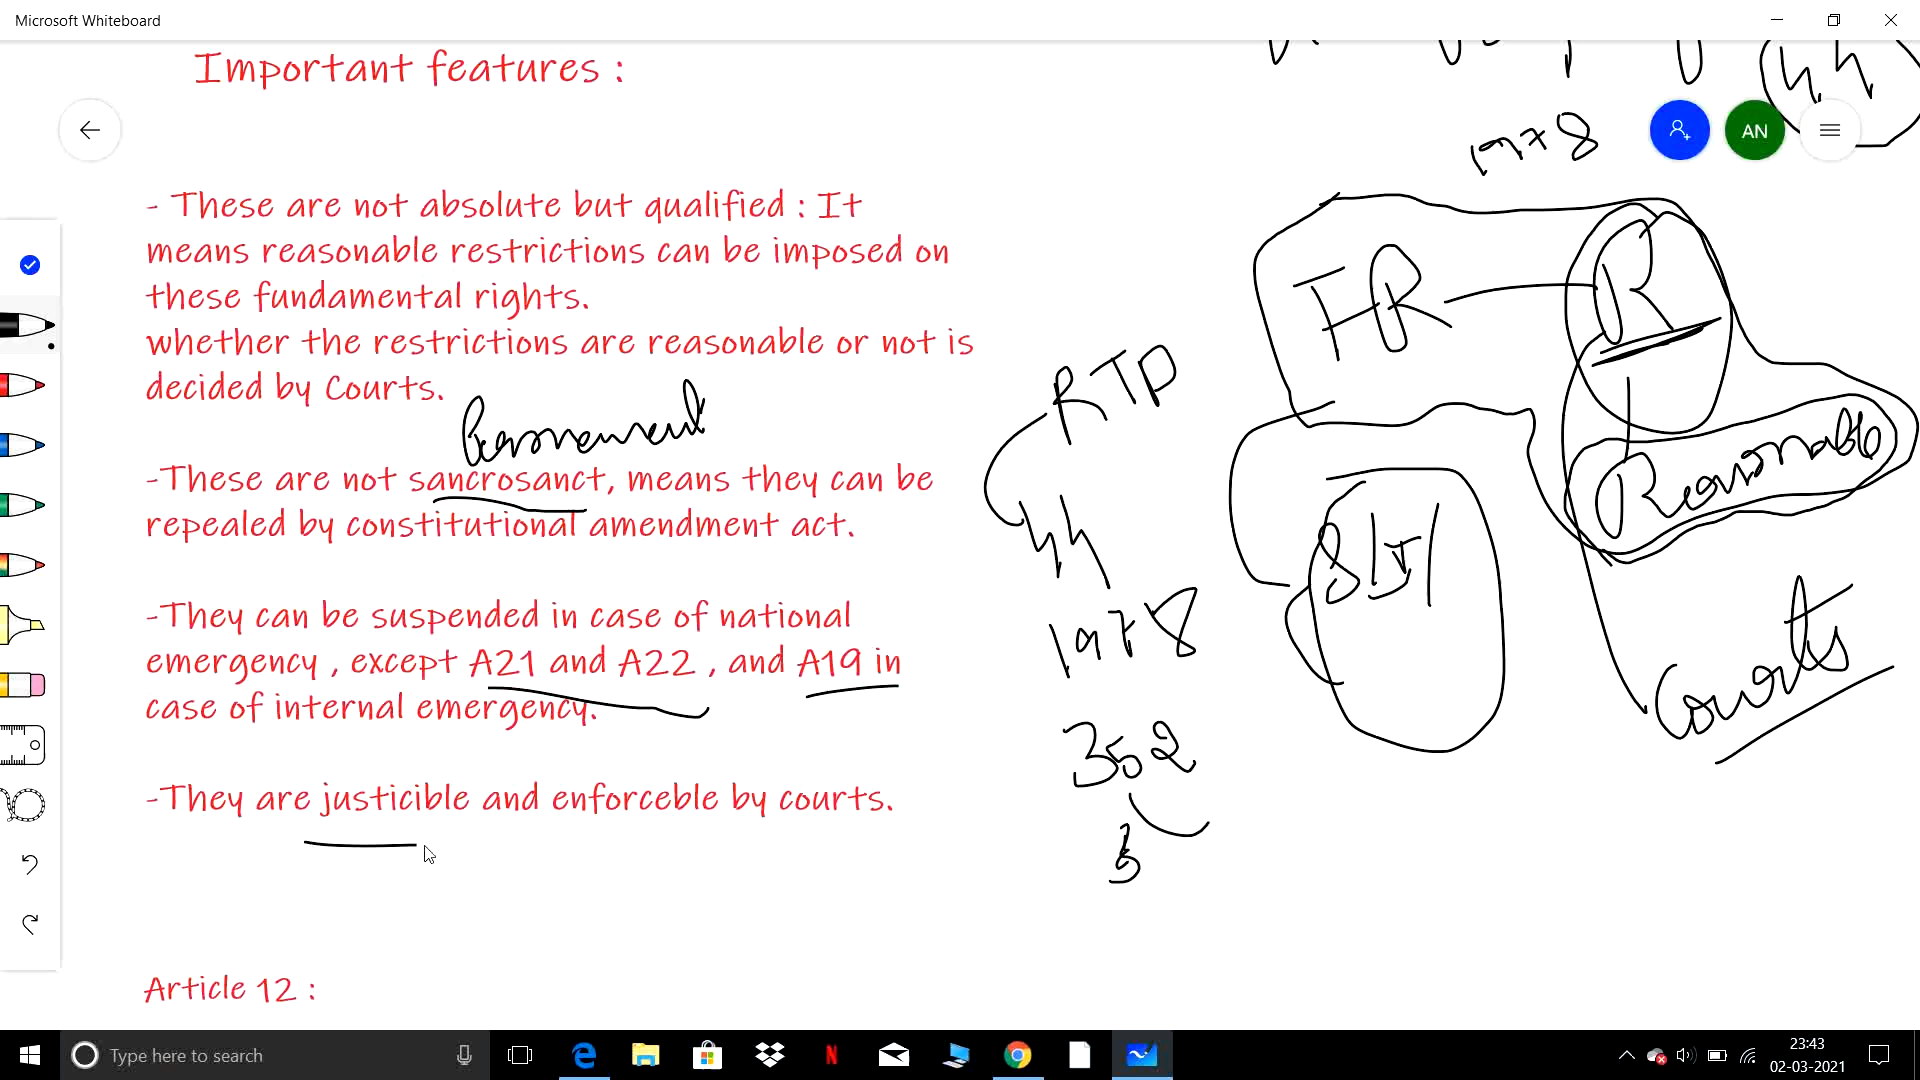 Microsoft Whiteboard
Important features :
1978
AN
- These are not absolute but qualified : It
means reasonable restrictions can be imposed on
these fundamental rights.
whether the restrictions are reasonable or not is
decided by Courts.
Permanent
-These are not sancrosanct, means they can be
repealed by constitutional amendment act.
-They can be suspended in case of national
emergency , except A21 and A22 , and A19 in
case of internal emergency.
-They are justicible and enforceble by courts.
Article 12 :
RTP
44
1978
352
FR
R
Reasonable
Courts
Type here to search
23:43
02-03-2021